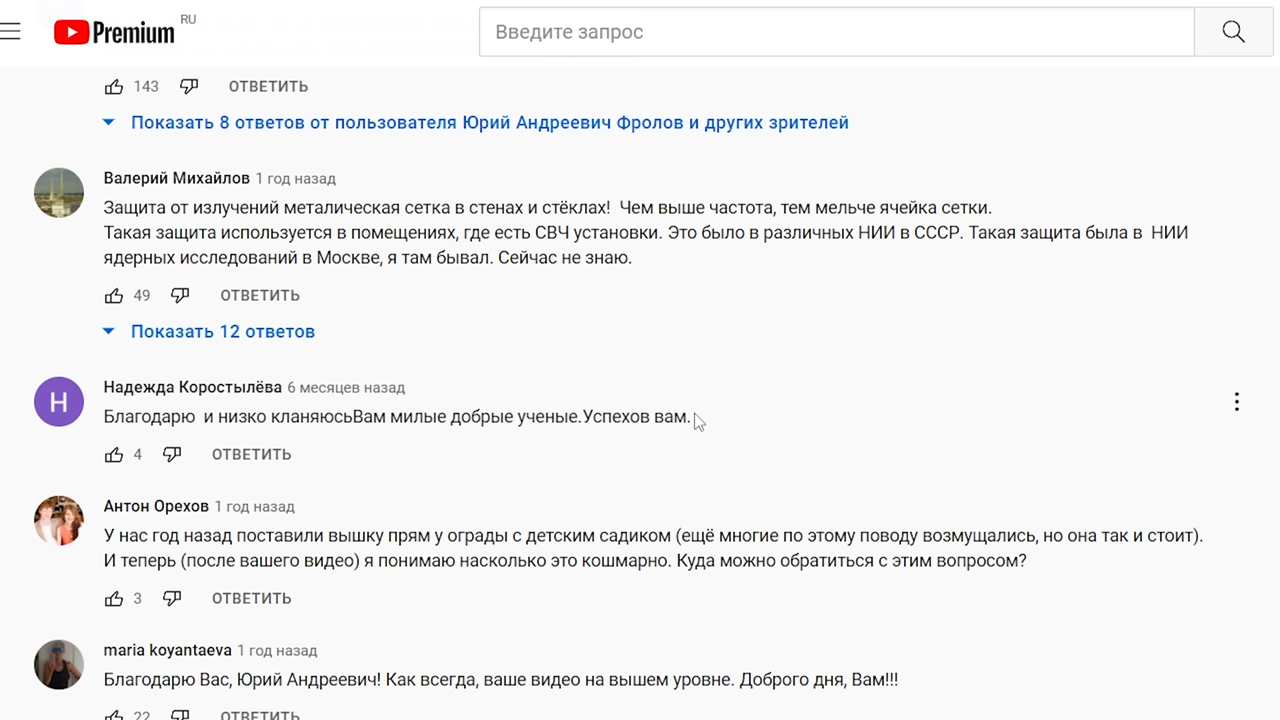 Premium RU
Введите запрос
143 ОТВЕТИТЬ
Показать 8 ответов от пользователя Юрий Андреевич Фролов и других зрителей
Валерий Михайлов 1 год назад
Защита от излучений металическая сетка в стенах и стёклах! Чем выше частота, тем мельче ячейка сетки.
Такая защита используется в помещениях, где есть СВЧ установки. Это было в различных НИИ в СССР. Такая защита была в НИИ
ядерных исследований в Москве, я там бывал. Сейчас не знаю.
49 ОТВЕТИТЬ
Показать 12 ответов
Н
Надежда Коростылёва 6 месяцев назад
Благодарю и низко кланяюсьВам милые добрые ученые.Успехов вам.
4 ОТВЕТИТЬ
Антон Орехов 1 год назад
У нас год назад поставили вышку прям у ограды с детским садиком (ещё многие по этому поводу возмущались, но она так и стоит).
И теперь (после вашего видео) я понимаю насколько это кошмарно. Куда можно обратиться с этим вопросом?
3 ОТВЕТИТЬ
maria koyantaeva 1 год назад
Благодарю Вас, Юрий Андреевич! Как всегда, ваше видео на вышем уровне. Доброго дня, Вам!!!
22 ОТВЕТИТЬ